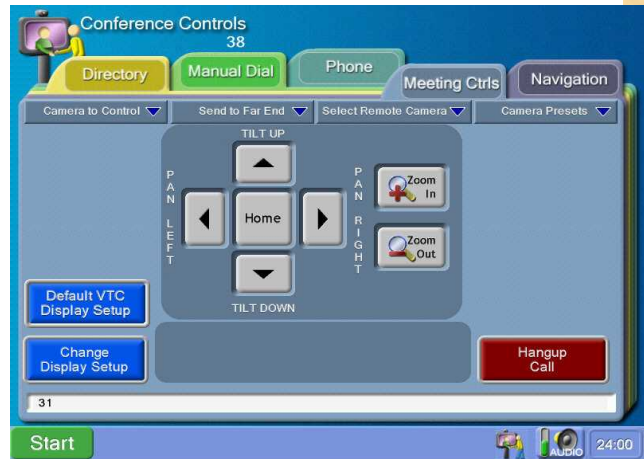 Conference Controls
38
Directory
Manual Dial
Phone
Meeting Ctrls
Navigation
Camera to Control
Send to Far End
Select Remote Camera
Camera Presets
TILT UP
PAN LEFT
PAN RIGHT
Zoom
In
Home
Zoom
Out
TILT DOWN
Default VTC
Display Setup
Change
Display Setup
Hangup
Call
31
Start
AUDIO
24:00